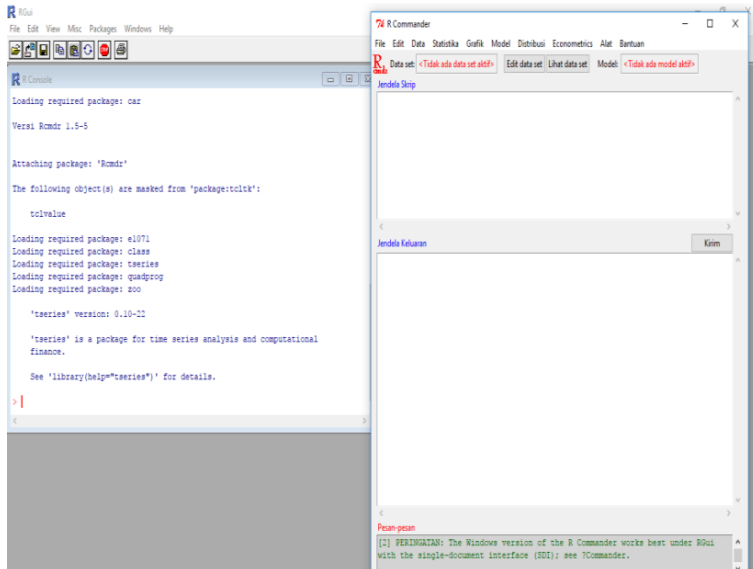 RGui
File Edit View Misc Packages Windows Help
STOP
R Console
Loading required package: car
Versi Rcmdr 1.5-5
Attaching package: 'Rcmdr'
The following object(s) are masked from 'package:tcltk':
tclvalue
Loading required package: e1071
Loading required package: class
Loading required package: tseries
Loading required package: quadprog
Loading required package: zoo
'tseries' version: 0.10-22
'tseries' is a package for time series analysis and computational
finance.
See 'library(help="tseries")' for details.
>
R Commander
File Edit Data Statistika Grafik Model Distribusi Econometrics Alat Bantuan
R Data set: <Tidak ada data set aktif> Edit data set Lihat data set Model: <Tidak ada model aktif>
Jendela Skrip
Jendela Keluaran Kirim
Pesan-pesan
[2] PERINGATAN: The Windows version of the R Commander works best under RGui
with the single-document interface (SDI); see ?Commander.